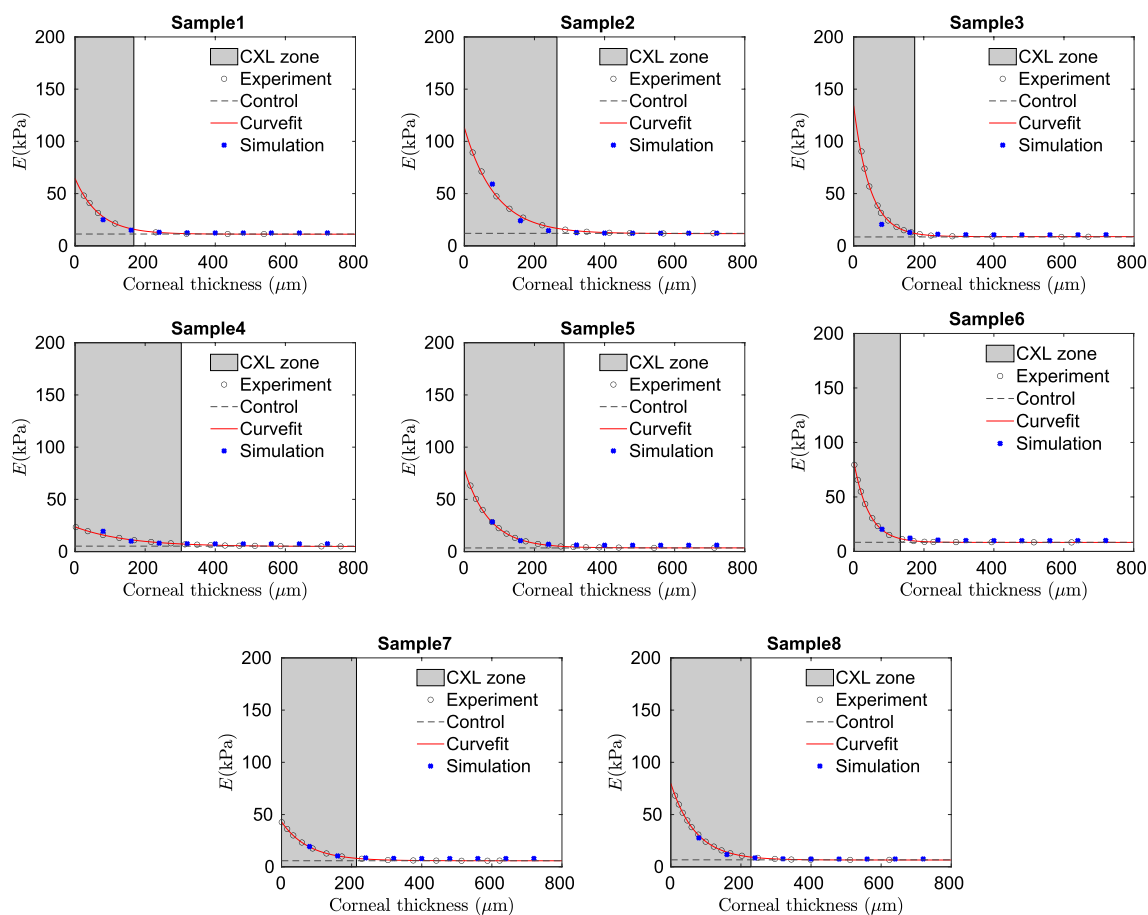 Sample1
200
150
100
50
0
E(kPa)
CXL zone
Experiment
Control
Curvefit
Simulation
0 200 400 600 800
Corneal thickness (μm)
Sample2
200
150
100
50
0
E(kPa)
CXL zone
Experiment
Control
Curvefit
Simulation
0 200 400 600 800
Corneal thickness (μm)
Sample3
200
150
100
50
0
E(kPa)
CXL zone
Experiment
Control
Curvefit
Simulation
0 200 400 600 800
Corneal thickness (μm)
Sample4
200
150
100
50
0
E(kPa)
CXL zone
Experiment
Control
Curvefit
Simulation
0 200 400 600 800
Corneal thickness (μm)
Sample5
200
150
100
50
0
E(kPa)
CXL zone
Experiment
Control
Curvefit
Simulation
0 200 400 600 800
Corneal thickness (μm)
Sample6
200
150
100
50
0
E(kPa)
CXL zone
Experiment
Control
Curvefit
Simulation
0 200 400 600 800
Corneal thickness (μm)
Sample7
200
150
100
50
0
E(kPa)
CXL zone
Experiment
Control
Curvefit
Simulation
0 200 400 600 800
Corneal thickness (μm)
Sample8
200
150
100
50
0
E(kPa)
CXL zone
Experiment
Control
Curvefit
Simulation
0 200 400 600 800
Corneal thickness (μm)